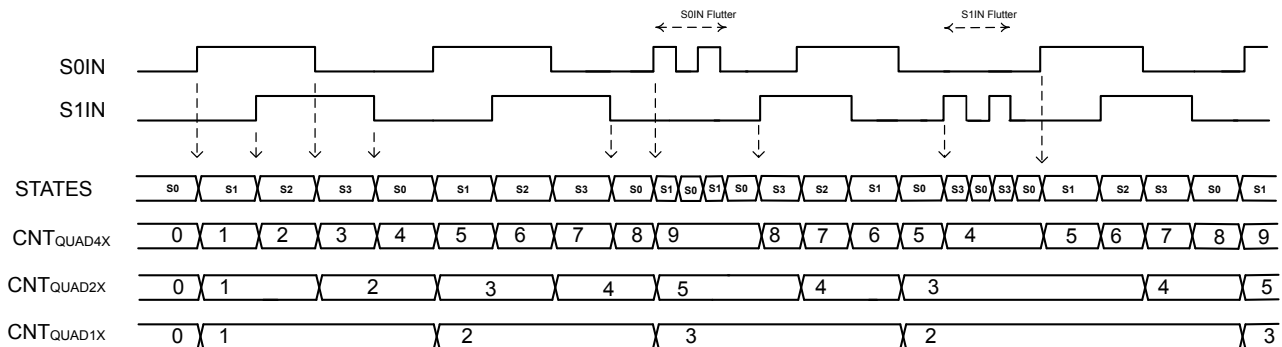 S0IN Flutter S1IN Flutter
S0IN
S1IN
STATES S0 S1 S2 S3 S0 S1 S2 S3 S0 S1 S0 S1 S0 S3 S2 S1 S0 S3 S0 S3 S0 S1 S2 S3 S0 S1
CNTQUAD4X 0 1 2 3 4 5 6 7 8 9 8 7 6 5 4 5 6 7 8 9
CNTQUAD2X 0 1 2 3 4 5 4 3 4 5
CNTQUAD1X 0 1 2 3 2 3